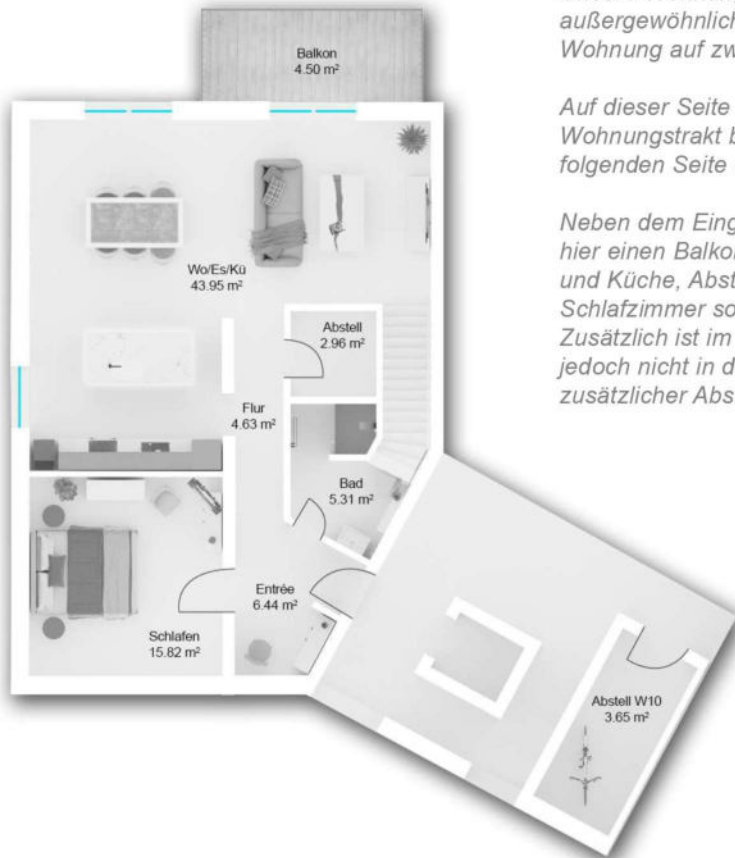 Balkon
4.50 m²
Wo/Es/Kü
43.95 m²
Abstell
2.96 m²
Flur
4.63 m²
Bad
5.31 m²
Entrée
6.44 m²
Schlafen
15.82 m²
Abstell W10
3.65 m²
außergewöhnlich
Wohnung auf zw
Auf dieser Seite
Wohnungstrakt b
folgenden Seite
Neben dem Eing
hier einen Balko
und Küche, Abst
Schlafzimmer so
Zusätzlich ist im
jedoch nicht in d
zusätzlicher Abs